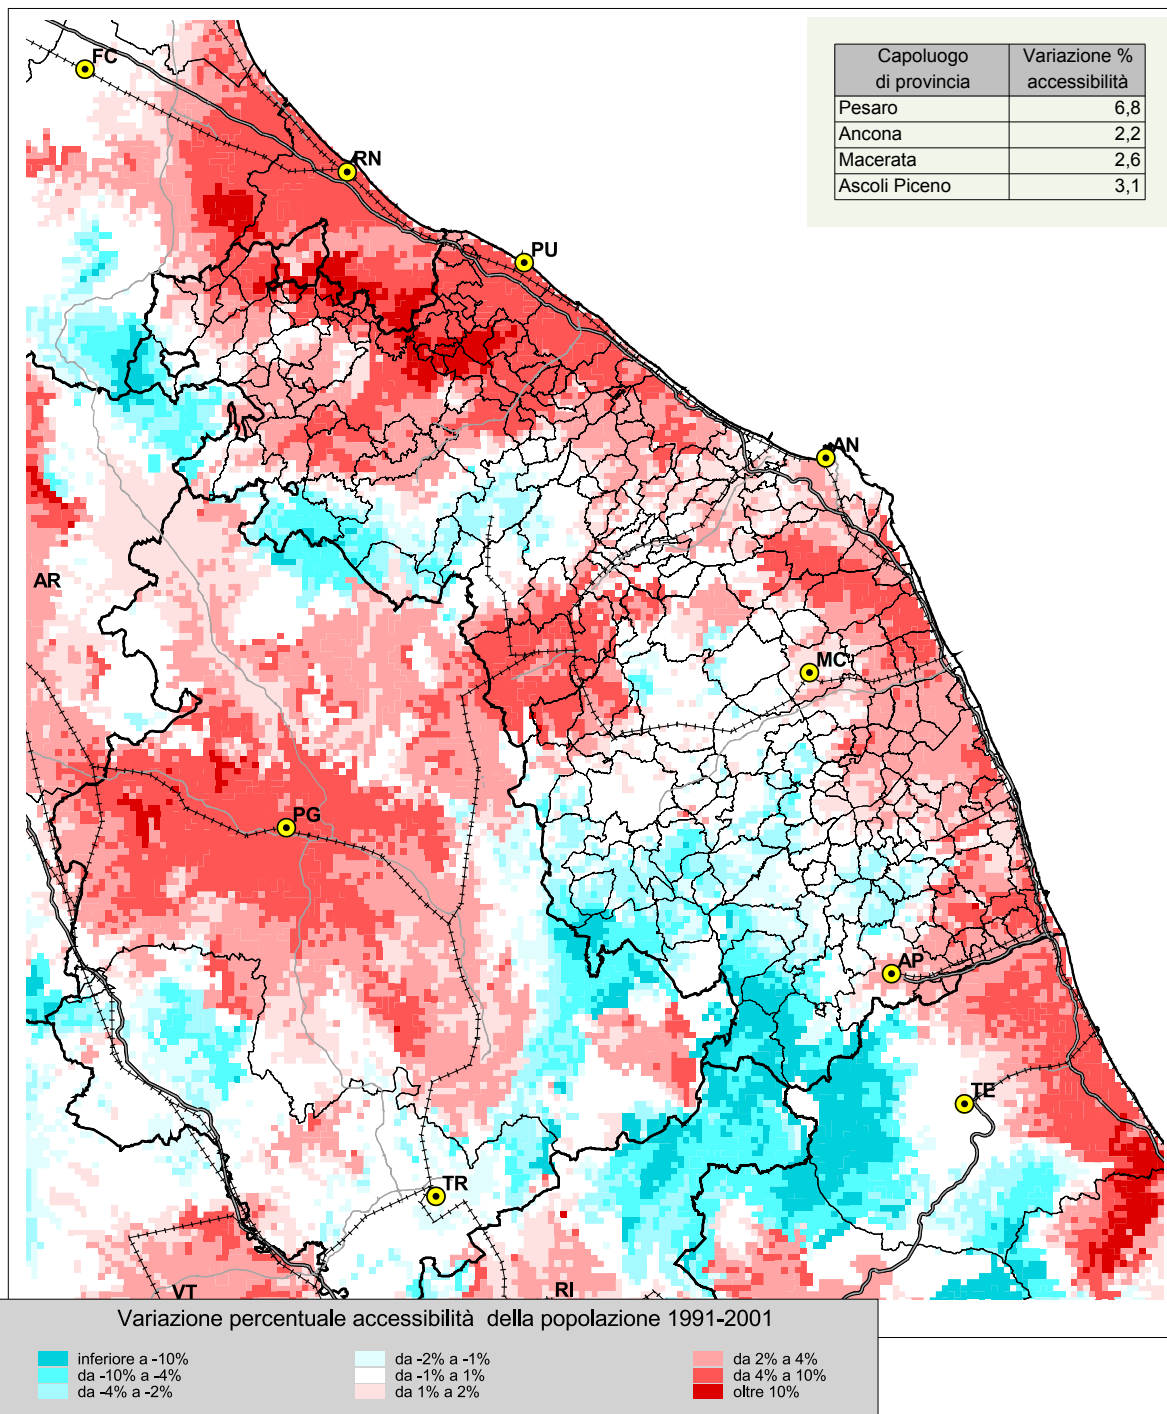 Capoluogo di provincia
Variazione % accessibilità
Pesaro 6,8
Ancona 2,2
Macerata 2,6
Ascoli Piceno 3,1
FC
RN
PU
AN
AR
MC
PG
AP
TE
TR
VT
RI
Variazione percentuale accessibilità della popolazione 1991-2001
inferiore a -10%
da -10% a -4%
da -4% a -2%
da -2% a -1%
da -1% a 1%
da 1% a 2%
da 2% a 4%
da 4% a 10%
oltre 10%